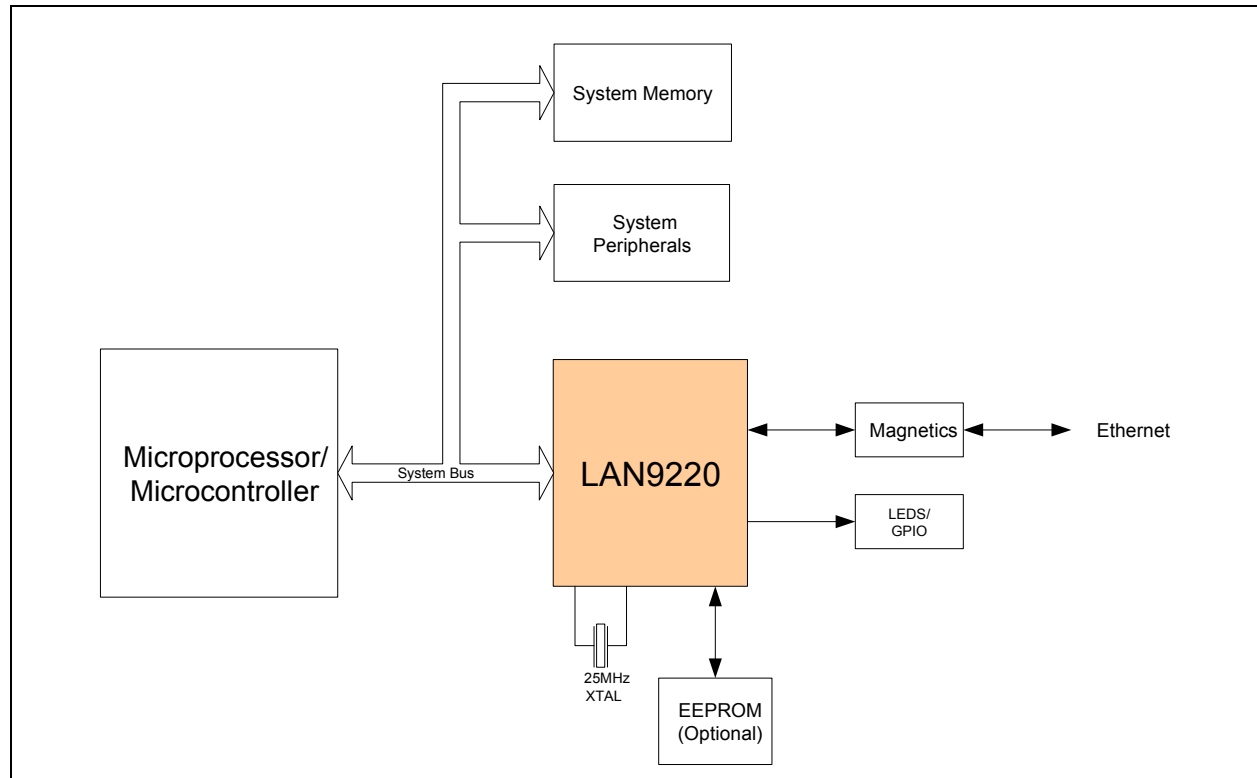 System Memory
System
Peripherals
Microprocessor/
Microcontroller
System Bus
LAN9220
Magnetics
Ethernet
LEDS/
GPIO
25MHz
XTAL
EEPROM
(Optional)